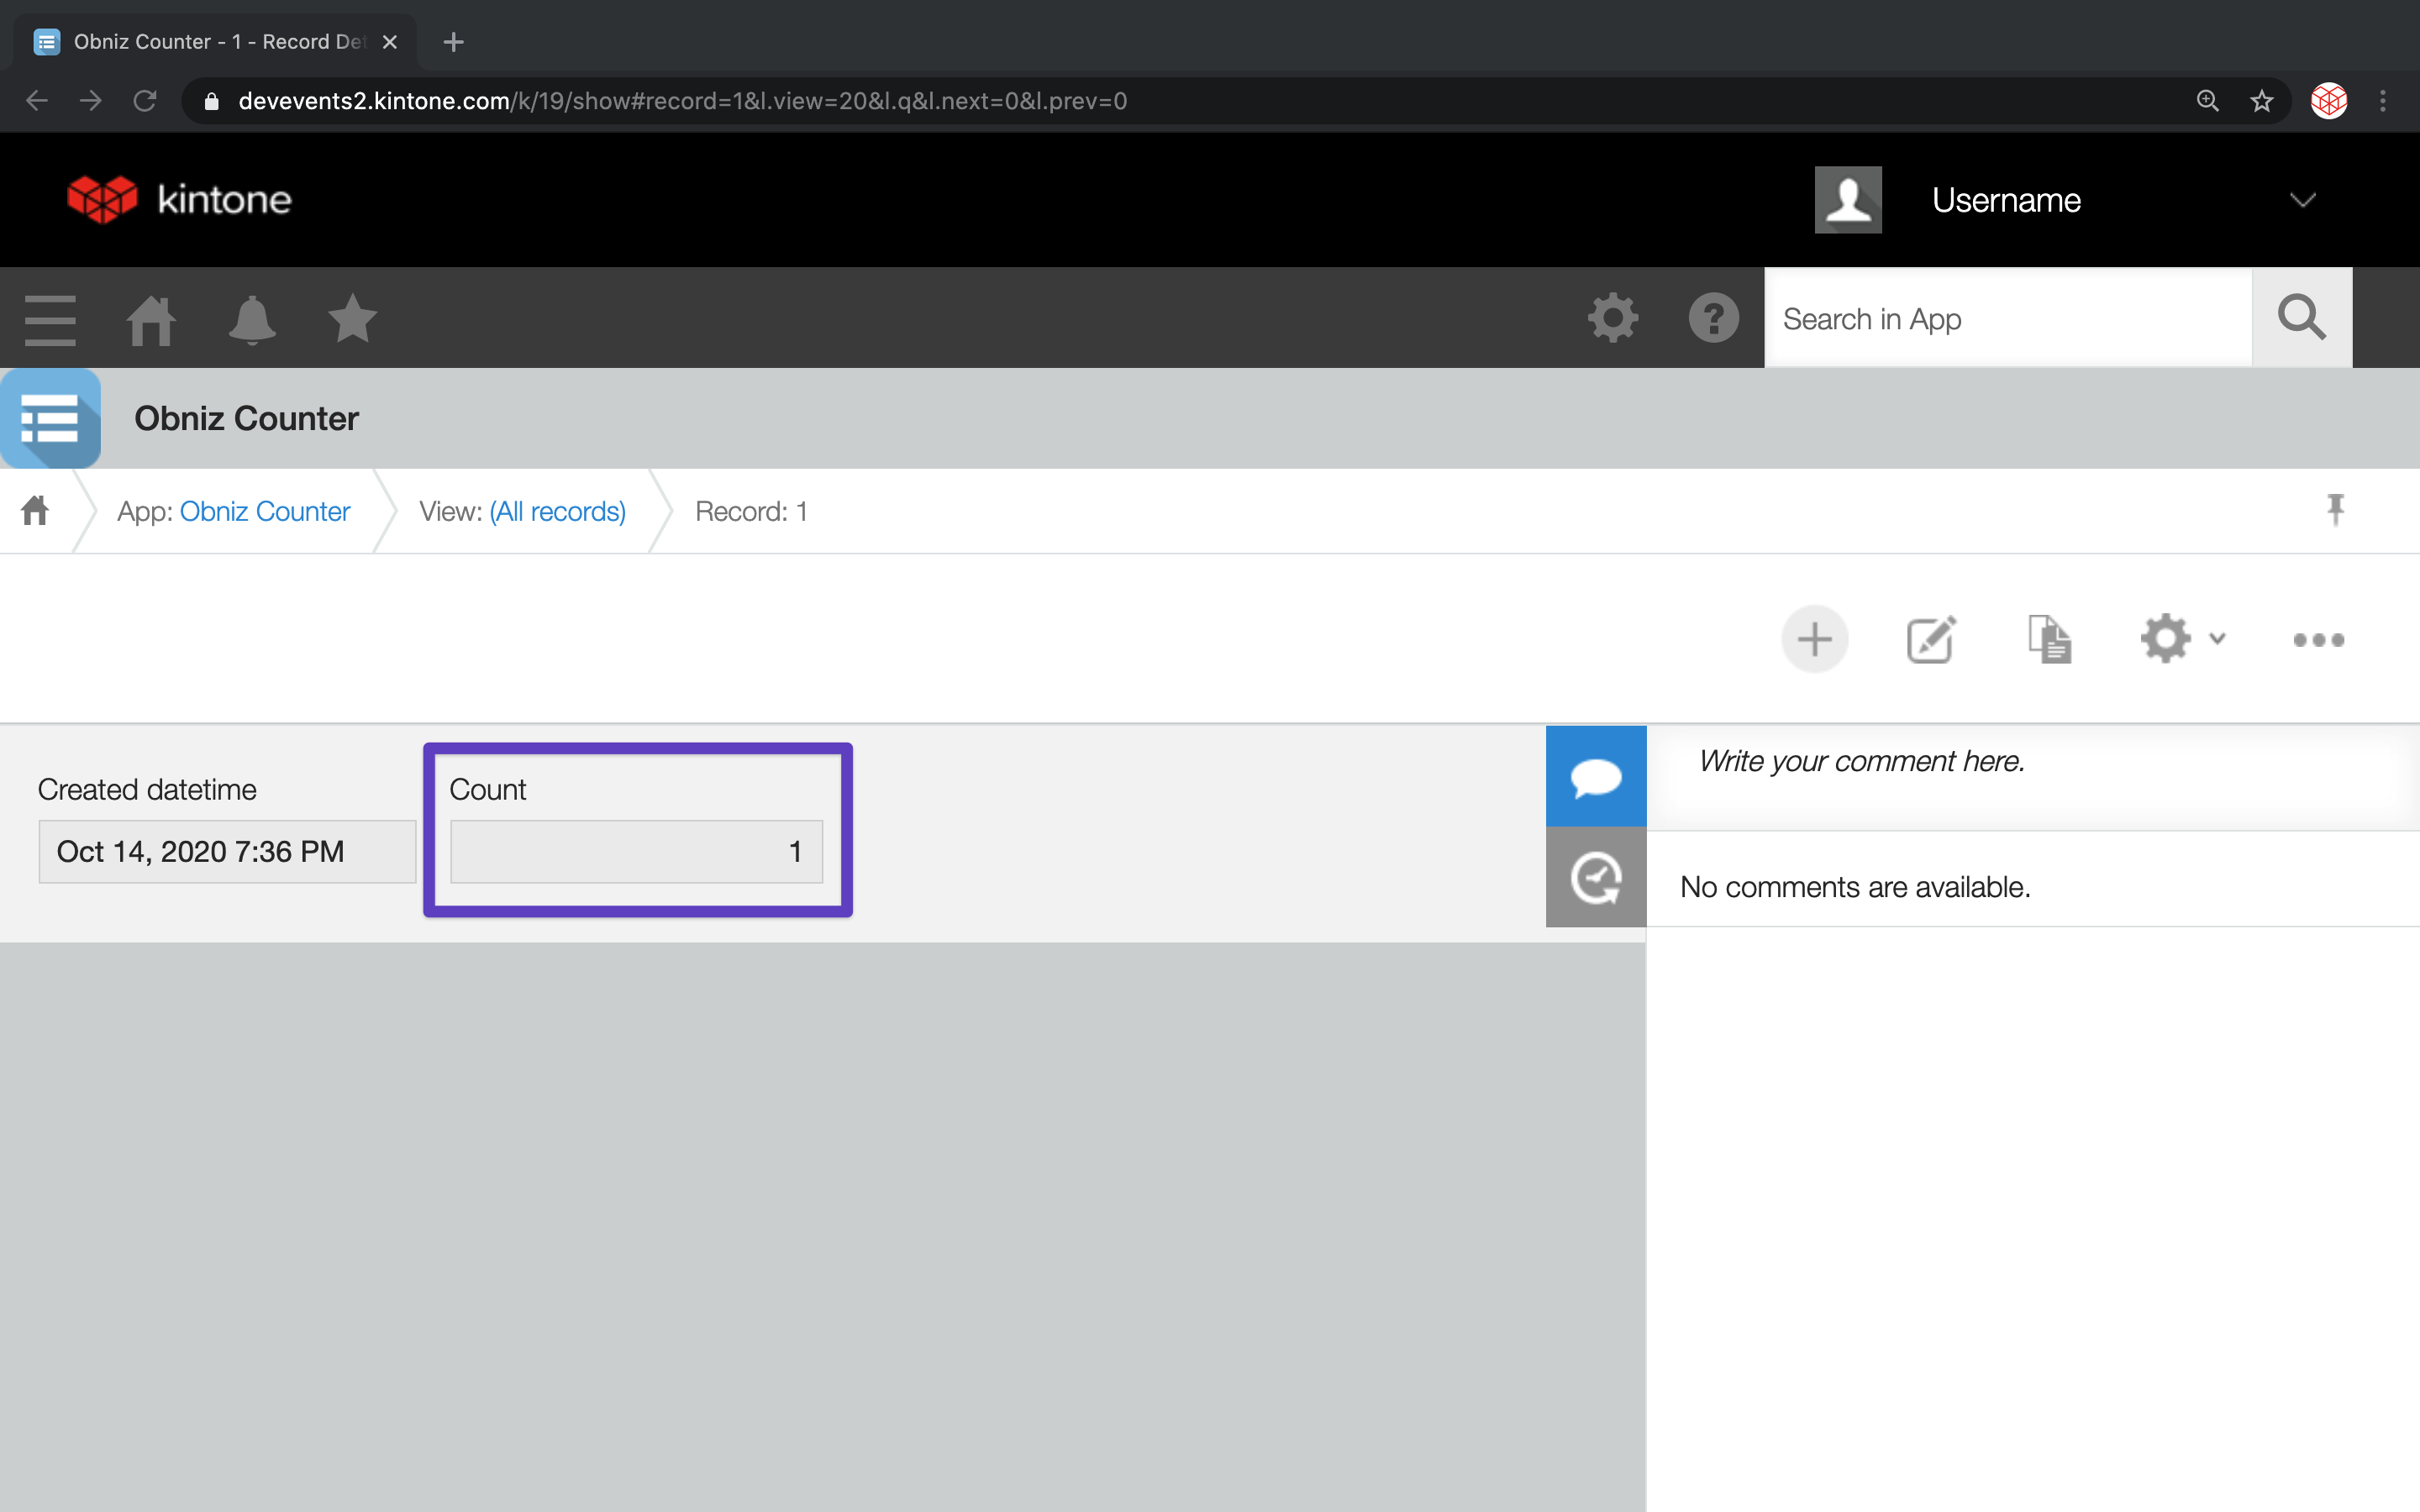 Obniz Counter - 1 - Record Det
devevents2.kintone.com/k/19/show#record=1&l.view=20&l.q&l.next=0&l.prev=0
kintone
Username
Search in App
Obniz Counter
App: Obniz Counter
View: (All records)
Record: 1
Created datetime
Oct 14, 2020 7:36 PM
Count
1
Write your comment here.
No comments are available.